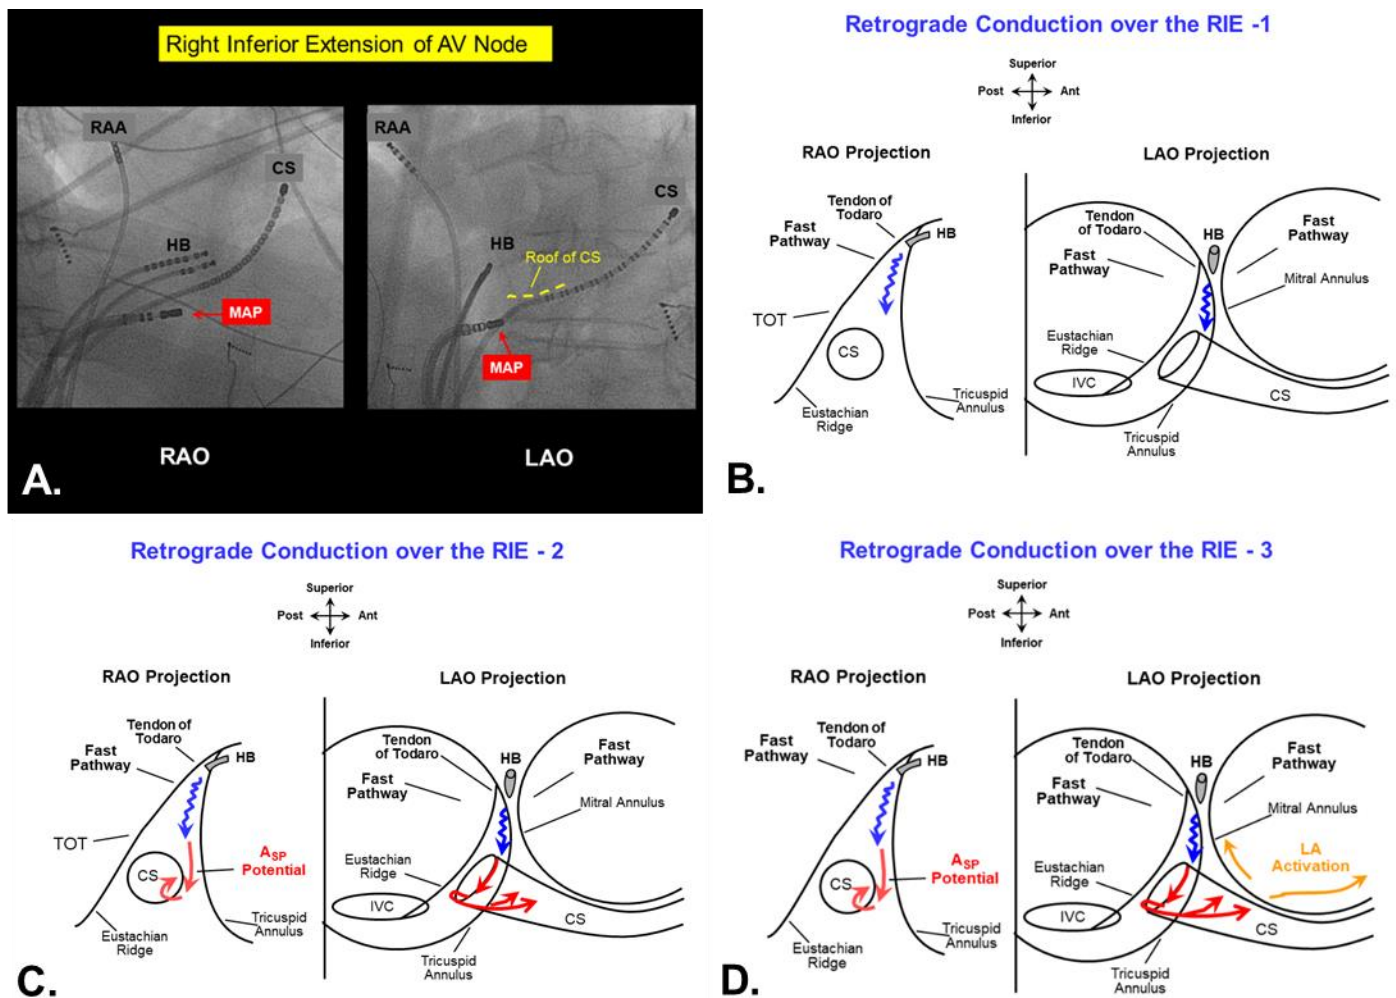 Right Inferior Extension of AV Node
RAA
CS
HB
MAP
RAO
RAA
CS
HB
Roof of CS
MAP
LAO
A.
Retrograde Conduction over the RIE -1
Superior
Post
Ant
Inferior
RAO Projection
Tendon of
Todaro
Fast
Pathway
HB
TOT
CS
Eustachian
Ridge
Tricuspid
Annulus
LAO Projection
Tendon
of Todaro
HB
Fast
Pathway
Fast
Pathway
Mitral Annulus
Eustachian
Ridge
IVC
CS
Tricuspid
Annulus
B.
Retrograde Conduction over the RIE - 2
Superior
Post
Ant
Inferior
RAO Projection
Tendon of
Todaro
Fast
Pathway
HB
TOT
ASP
Potential
CS
Eustachian
Ridge
Tricuspid
Annulus
LAO Projection
Tendon
of Todaro
HB
Fast
Pathway
Fast
Pathway
Mitral Annulus
Eustachian
Ridge
IVC
CS
Tricuspid
Annulus
C.
Retrograde Conduction over the RIE - 3
Superior
Post
Ant
Inferior
RAO Projection
Tendon of
Todaro
Fast
Pathway
HB
TOT
ASP
Potential
CS
Eustachian
Ridge
Tricuspid
Annulus
LAO Projection
Tendon
of Todaro
HB
Fast
Pathway
Fast
Pathway
Mitral Annulus
LA
Activation
Eustachian
Ridge
IVC
CS
Tricuspid
Annulus
D.